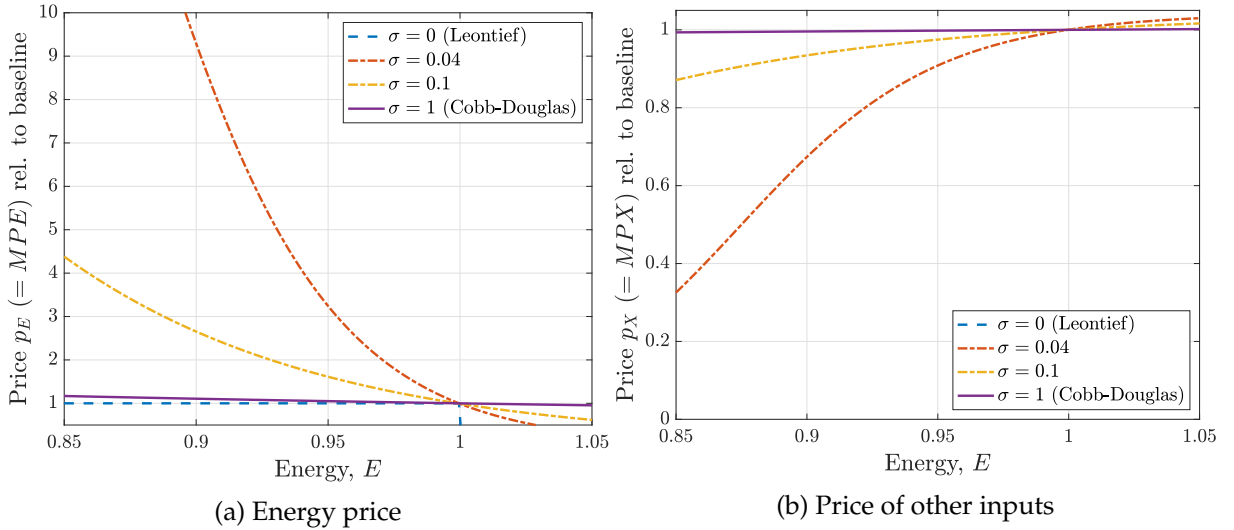 10
9
8
7
6
5
4
3
2
1
0.85
0.9
0.95
1
1.05
Price p_E (= MPE) rel. to baseline
Energy, E
σ = 0 (Leontief)
σ = 0.04
σ = 0.1
σ = 1 (Cobb-Douglas)
(a) Energy price
1
0.8
0.6
0.4
0.2
0
0.85
0.9
0.95
1
1.05
Price p_X (= MPX) rel. to baseline
Energy, E
σ = 0 (Leontief)
σ = 0.04
σ = 0.1
σ = 1 (Cobb-Douglas)
(b) Price of other inputs